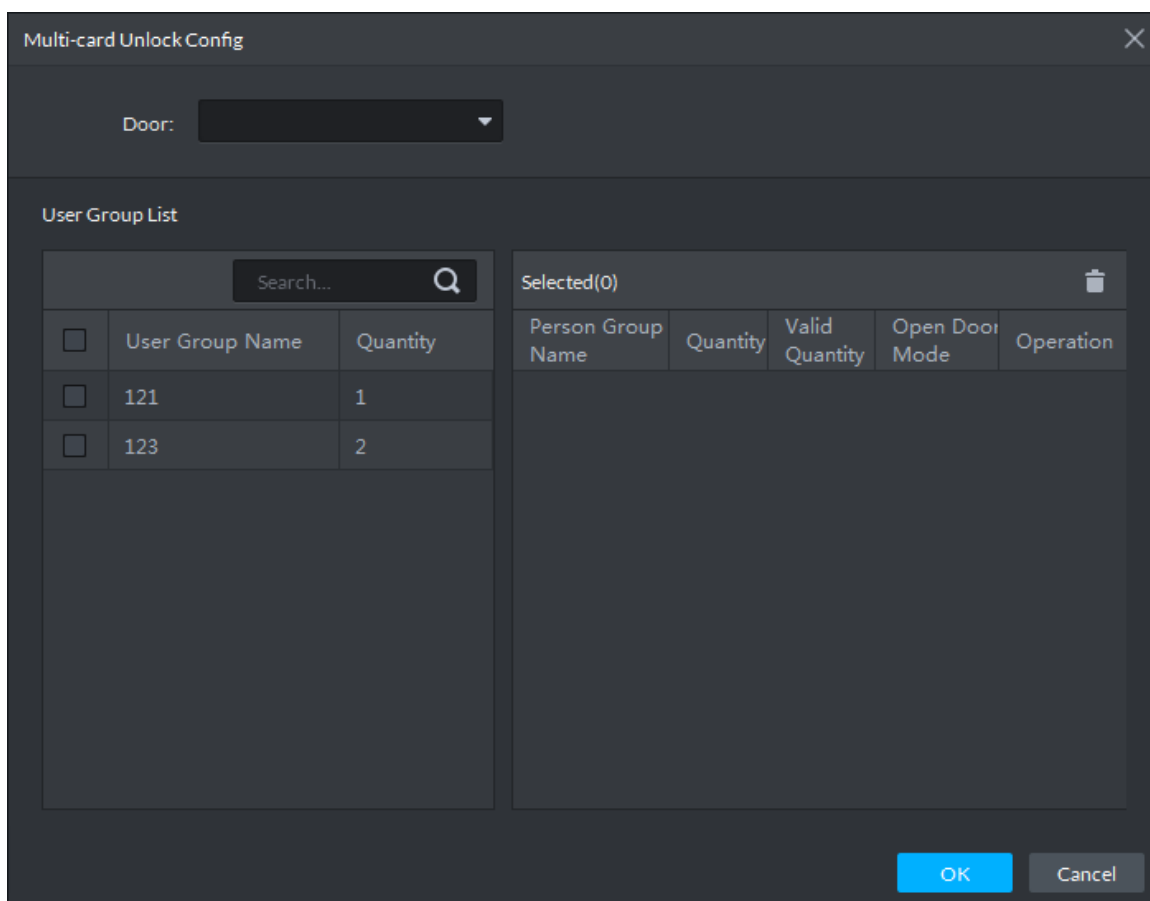 Multi-card Unlock Config
Door:
User Group List
Search...
User Group Name Quantity
121 1
123 2
Selected(0)
Person Group Name Quantity Valid Quantity Open Door Mode Operation
OK Cancel